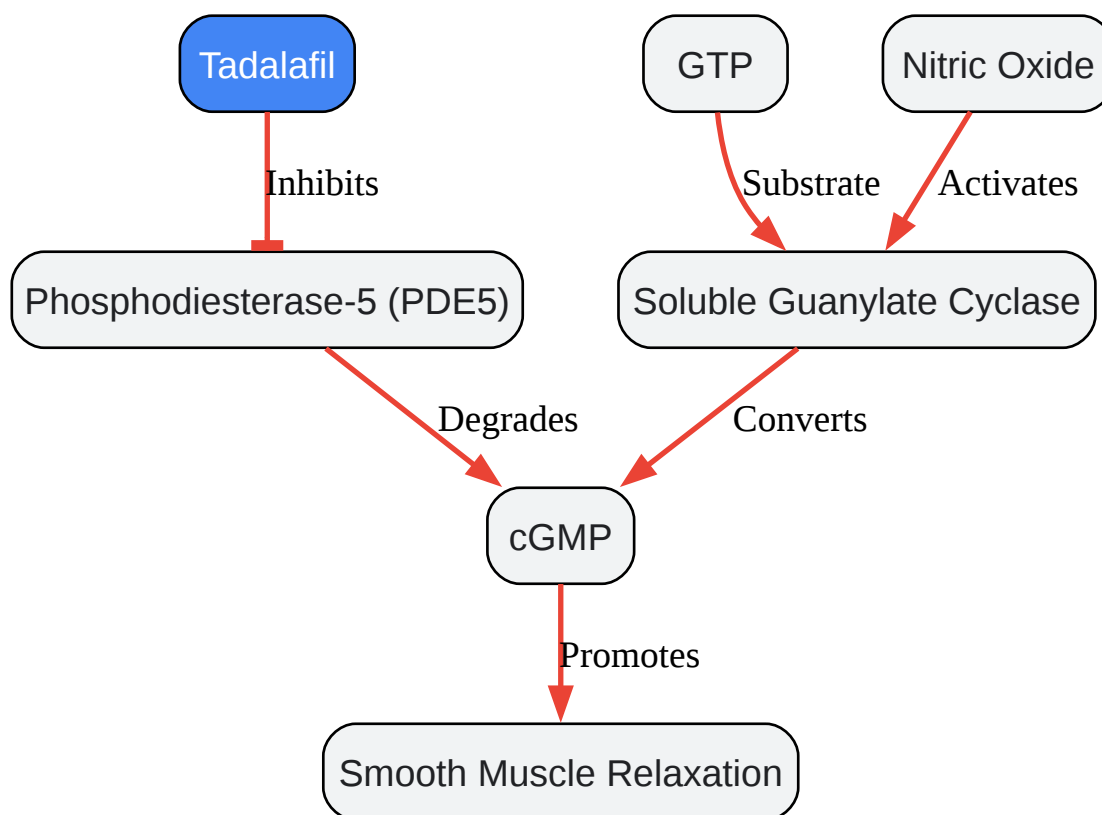 Tadalafil
GTP
Nitric Oxide
Inhibits
Substrate
Activates
Phosphodiesterase-5 (PDE5)
Soluble Guanylate Cyclase
Degrades
Converts
cGMP
Promotes
Smooth Muscle Relaxation